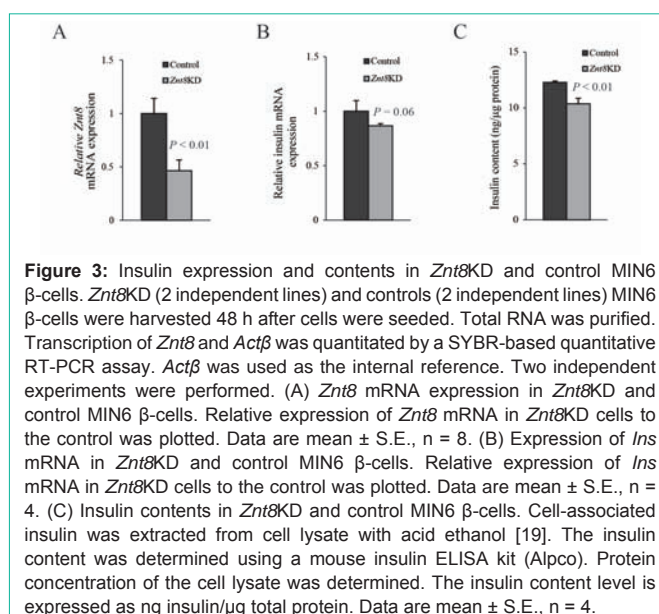 A
B
C
1.5
1
0.5
0
Relative Znt8
mRNA expression
Control
Znt8KD
P < 0.01
1.5
1
0.5
0
Relative insulin mRNA
expression
Control
Znt8KD
P = 0.06
15
10
5
0
Insulin content (ng/µg protein)
Control
Znt8KD
P < 0.01
Figure 3: Insulin expression and contents in Znt8KD and control MIN6
β-cells. Znt8KD (2 independent lines) and controls (2 independent lines) MIN6
β-cells were harvested 48 h after cells were seeded. Total RNA was purified.
Transcription of Znt8 and Actβ was quantitated by a SYBR-based quantitative
RT-PCR assay. Actβ was used as the internal reference. Two independent
experiments were performed. (A) Znt8 mRNA expression in Znt8KD and
control MIN6 β-cells. Relative expression of Znt8 mRNA in Znt8KD cells to
the control was plotted. Data are mean ± S.E., n = 8. (B) Expression of Ins
mRNA in Znt8KD and control MIN6 β-cells. Relative expression of Ins
mRNA in Znt8KD cells to the control was plotted. Data are mean ± S.E., n =
4. (C) Insulin contents in Znt8KD and control MIN6 β-cells. Cell-associated
insulin was extracted from cell lysate with acid ethanol [19]. The insulin
content was determined using a mouse insulin ELISA kit (Alpco). Protein
concentration of the cell lysate was determined. The insulin content level is
expressed as ng insulin/µg total protein. Data are mean ± S.E., n = 4.